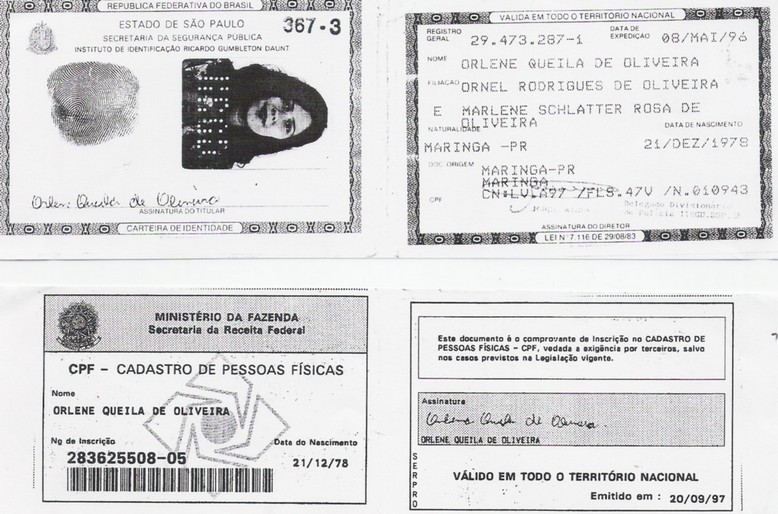 REPÚBLICA FEDERATIVA DO BRASIL
ESTADO DE SÃO PAULO
SECRETARIA DA SEGURANÇA PÚBLICA
INSTITUTO DE IDENTIFICAÇÃO RICARDO GUMBLETON DAUNT
367-3
Orlene Queila de Oliveira
ASSINATURA DO TITULAR
CARTEIRA DE IDENTIDADE
VÁLIDA EM TODO O TERRITÓRIO NACIONAL
REGISTRO GERAL 29.473.287-1 DATA DE EXPEDIÇÃO 08/MAI/96
NOME ORLENE QUEILA DE OLIVEIRA
FILIAÇÃO ORNEL RODRIGUES DE OLIVEIRA
E MARLENE SCHLATTER ROSA DE
OLIVEIRA
NATURALIDADE DATA DE NASCIMENTO
MARINGA -PR 21/DEZ/1978
DOC ORIGEM MARINGA-PR
MARINGA
CN:LV.A97 /FLS.47V /N.010943
CPF
Delegado Divisionário
de Polícia
ASSINATURA DO DIRETOR
LEI Nº 7.116 DE 29/08/83
MINISTÉRIO DA FAZENDA
Secretaria da Receita Federal
CPF - CADASTRO DE PESSOAS FÍSICAS
Nome
ORLENE QUEILA DE OLIVEIRA
Nº de Inscrição Data do Nascimento
283625508-05 21/12/78
Este documento é o comprovante de Inscrição no CADASTRO DE
PESSOAS FÍSICAS - CPF, vedada a exigência por terceiros, salvo
nos casos previstos na Legislação vigente.
Assinatura
Orlene Queila de Oliveira
ORLENE QUEILA DE OLIVEIRA
SERPRO
VÁLIDO EM TODO O TERRITÓRIO NACIONAL
Emitido em : 20/09/97